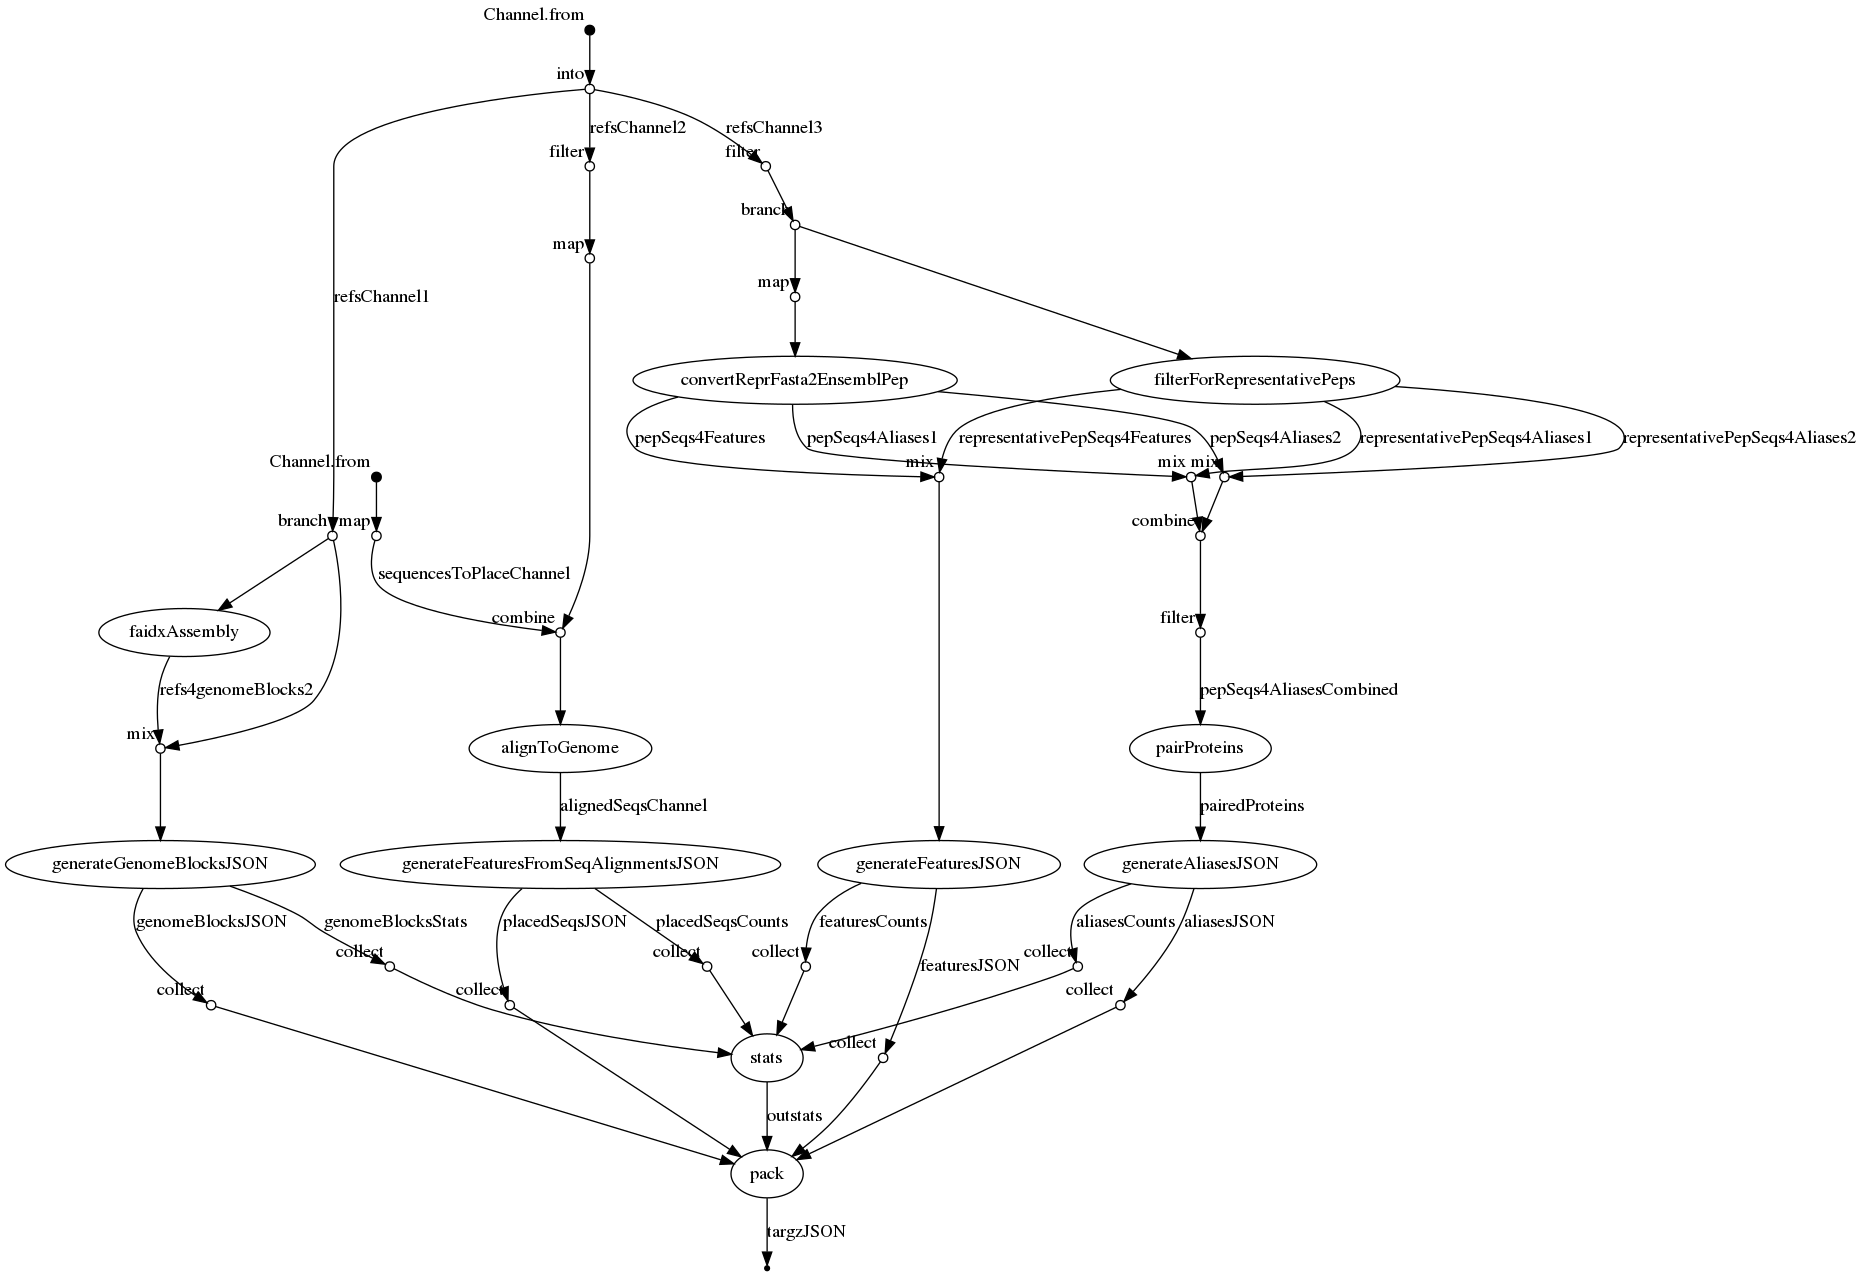 Channel.from
into
refsChannel2
refsChannel3
filter
filter
branch
map
map
refsChannel1
convertReprFasta2EnsemblPep
filterForRepresentativePeps
pepSeqs4Features
pepSeqs4Aliases1
representativePepSeqs4Features
pepSeqs4Aliases2
representativePepSeqs4Aliases1
representativePepSeqs4Aliases2
Channel.from
mix
mix
mix
branch
map
combine
sequencesToPlaceChannel
combine
filter
faidxAssembly
refs4genomeBlocks2
pepSeqs4AliasesCombined
mix
alignToGenome
pairProteins
alignedSeqsChannel
pairedProteins
generateGenomeBlocksJSON
generateFeaturesFromSeqAlignmentsJSON
generateFeaturesJSON
generateAliasesJSON
genomeBlocksJSON
genomeBlocksStats
placedSeqsJSON
placedSeqsCounts
featuresCounts
aliasesCounts
aliasesJSON
collect
collect
collect
collect
featuresJSON
collect
collect
collect
collect
stats
outstats
pack
targzJSON